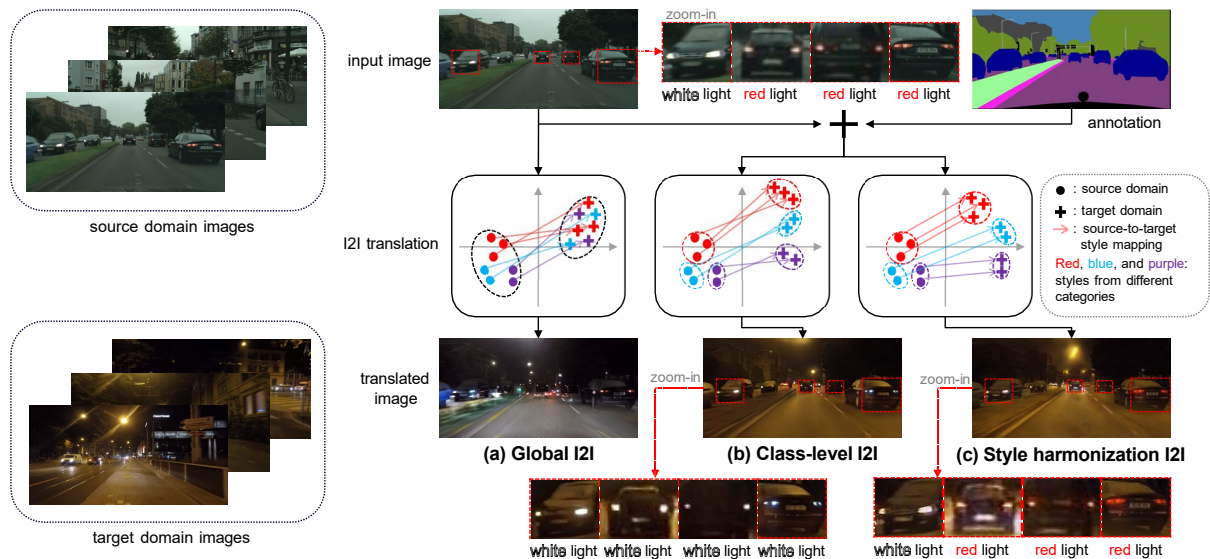 zoom-in
input image
white light
red light
red light
red light
annotation
source domain images
I2I translation
: source domain
: target domain
: source-to-target
style mapping
Red, blue, and purple:
styles from different
categories
translated
image
zoom-in
zoom-in
(a) Global I2I
(b) Class-level I2I
(c) Style harmonization I2I
target domain images
white light
white light
white light
white light
white light
red light
red light
red light